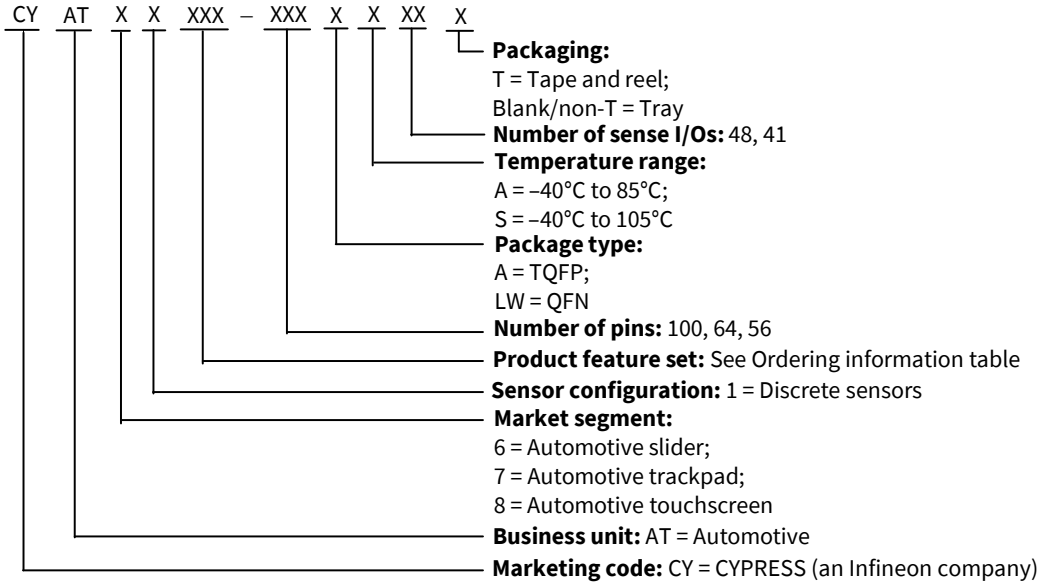 CY AT X X XXX – XXX X X XX X
Packaging:
T = Tape and reel;
Blank/non-T = Tray
Number of sense I/Os: 48, 41
Temperature range:
A = –40°C to 85°C;
S = –40°C to 105°C
Package type:
A = TQFP;
LW = QFN
Number of pins: 100, 64, 56
Product feature set: See Ordering information table
Sensor configuration: 1 = Discrete sensors
Market segment:
6 = Automotive slider;
7 = Automotive trackpad;
8 = Automotive touchscreen
Business unit: AT = Automotive
Marketing code: CY = CYPRESS (an Infineon company)